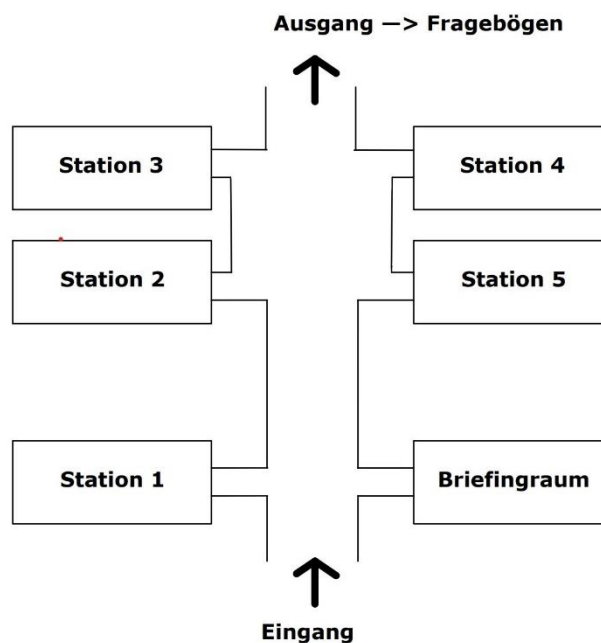 Ausgang —> Fragebögen
Station 3
Station 4
Station 2
Station 5
Station 1
Briefingraum
Eingang